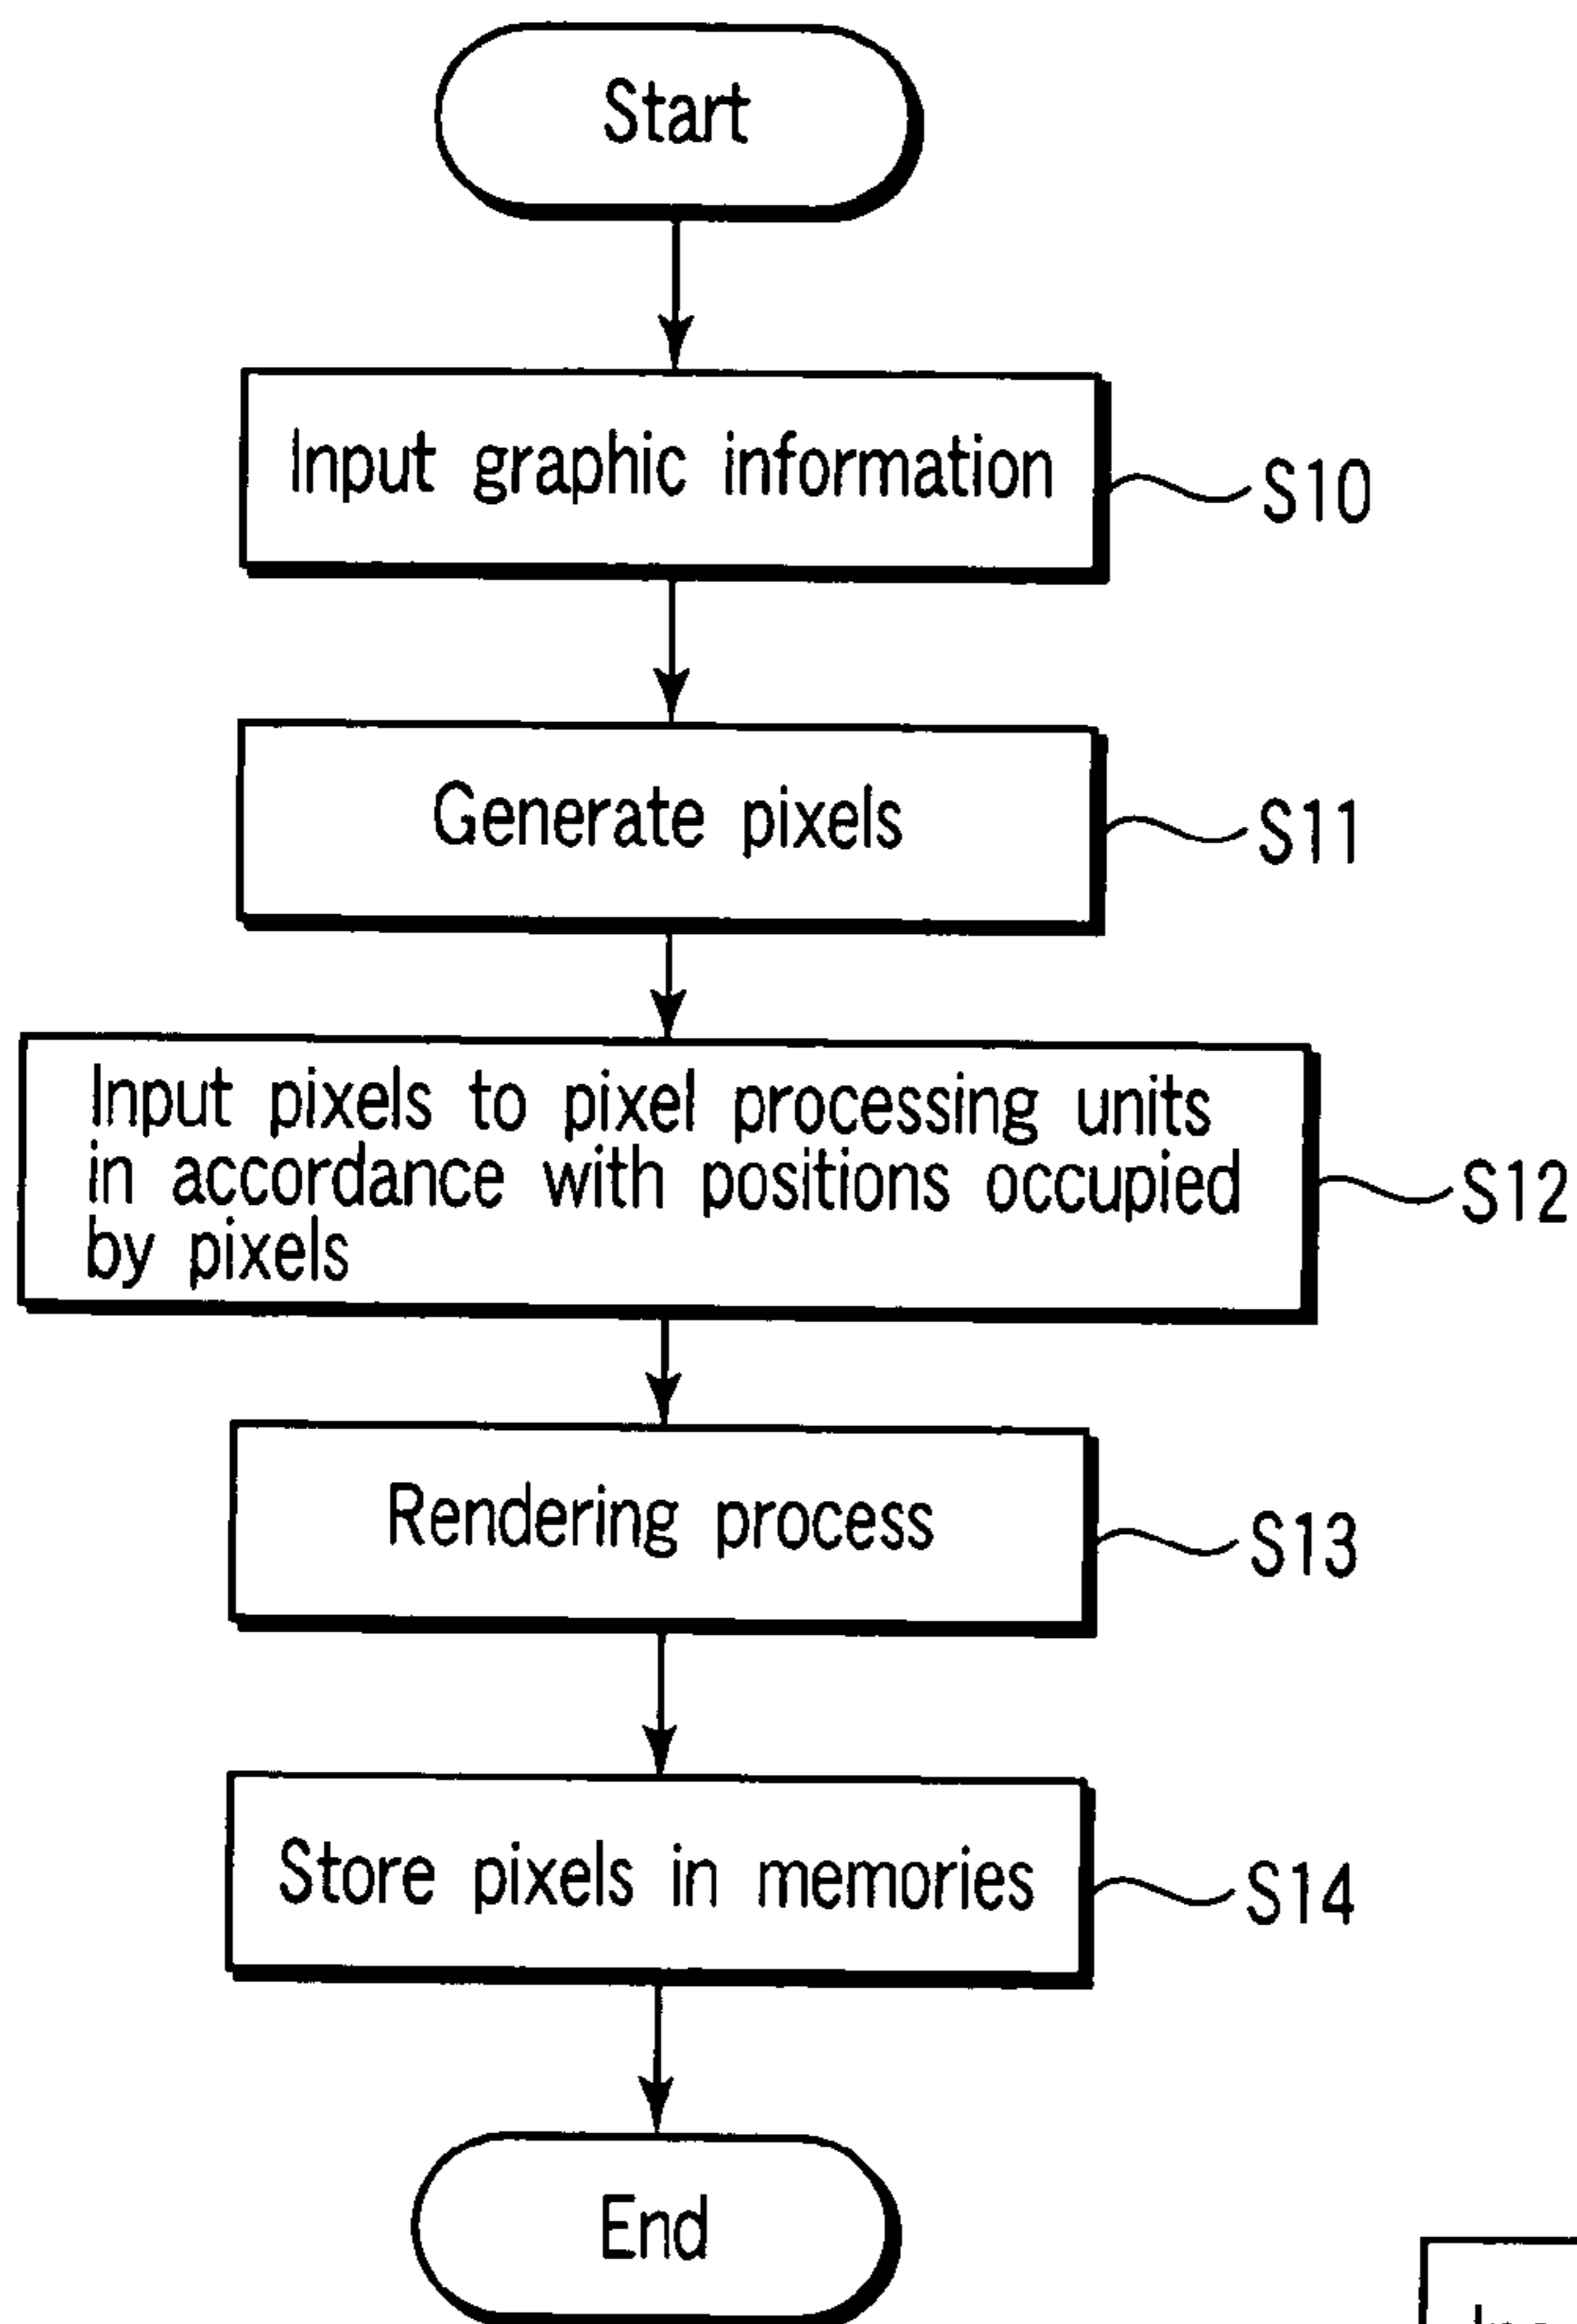 Start
Input graphic information
S10
Generate pixels
S11
Input pixels to pixel processing units
in accordance with positions occupied
by pixels
S12
Rendering process
S13
Store pixels in memories
S14
End